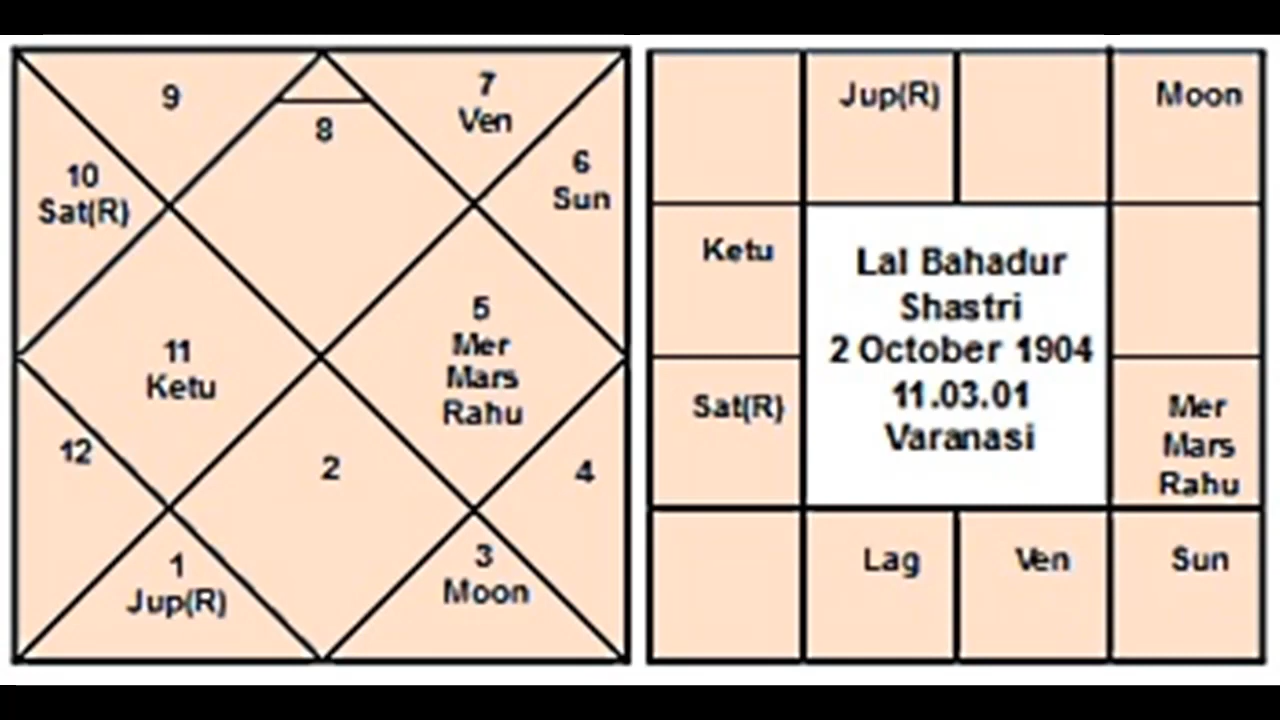 9
8
7
Ven
6
Sun
10
Sat(R)
11
Ketu
5
Mer
Mars
Rahu
12
2
4
1
Jup(R)
3
Moon
Jup(R)
Moon
Ketu
Lal Bahadur
Shastri
2 October 1904
11.03.01
Varanasi
Sat(R)
Mer
Mars
Rahu
Lag
Ven
Sun